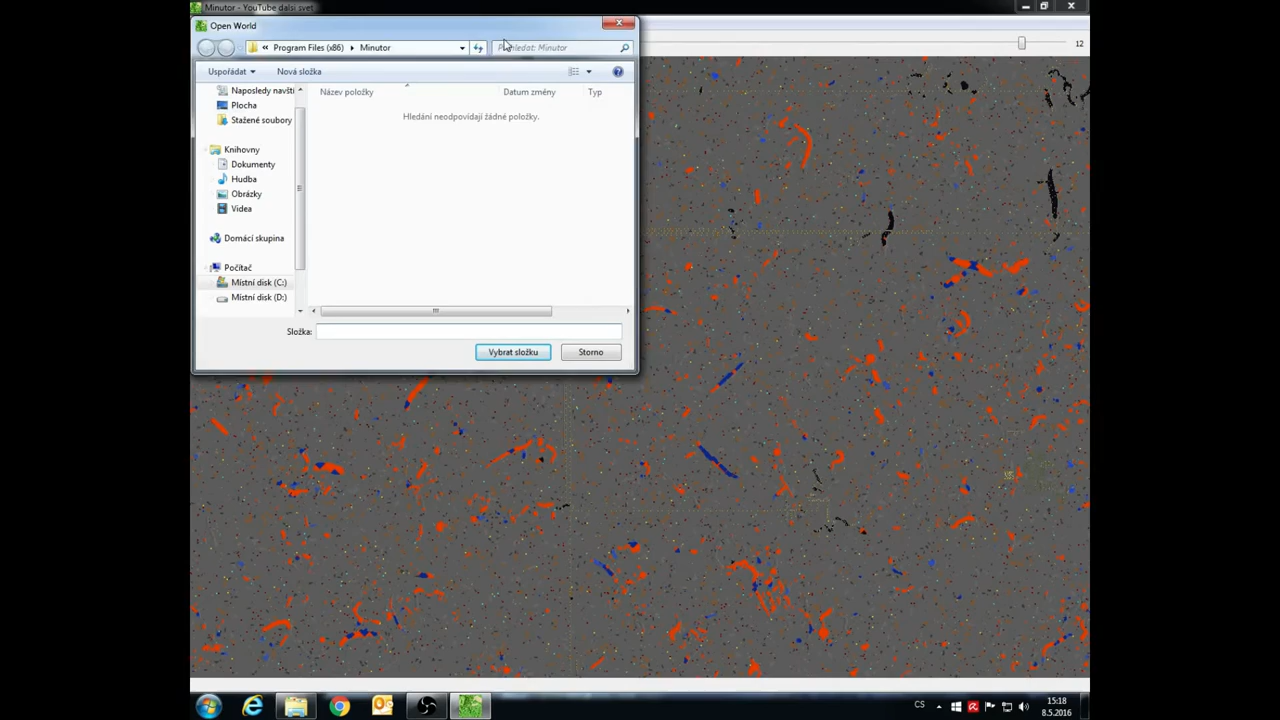 Minutor - YouTube dalsi svet
Open World
« Program Files (x86) ▸ Minutor
Prohledat: Minutor
12
Uspořádat
Nová složka
Naposledy navšti
Plocha
Stažené soubory
Knihovny
Dokumenty
Hudba
Obrázky
Videa
Domácí skupina
Počítač
Místní disk (C:)
Místní disk (D:)
Název položky
Datum změny
Typ
Hledání neodpovídají žádné položky.
Složka:
Vybrat složku
Storno
CS
15:18
8.5.2016